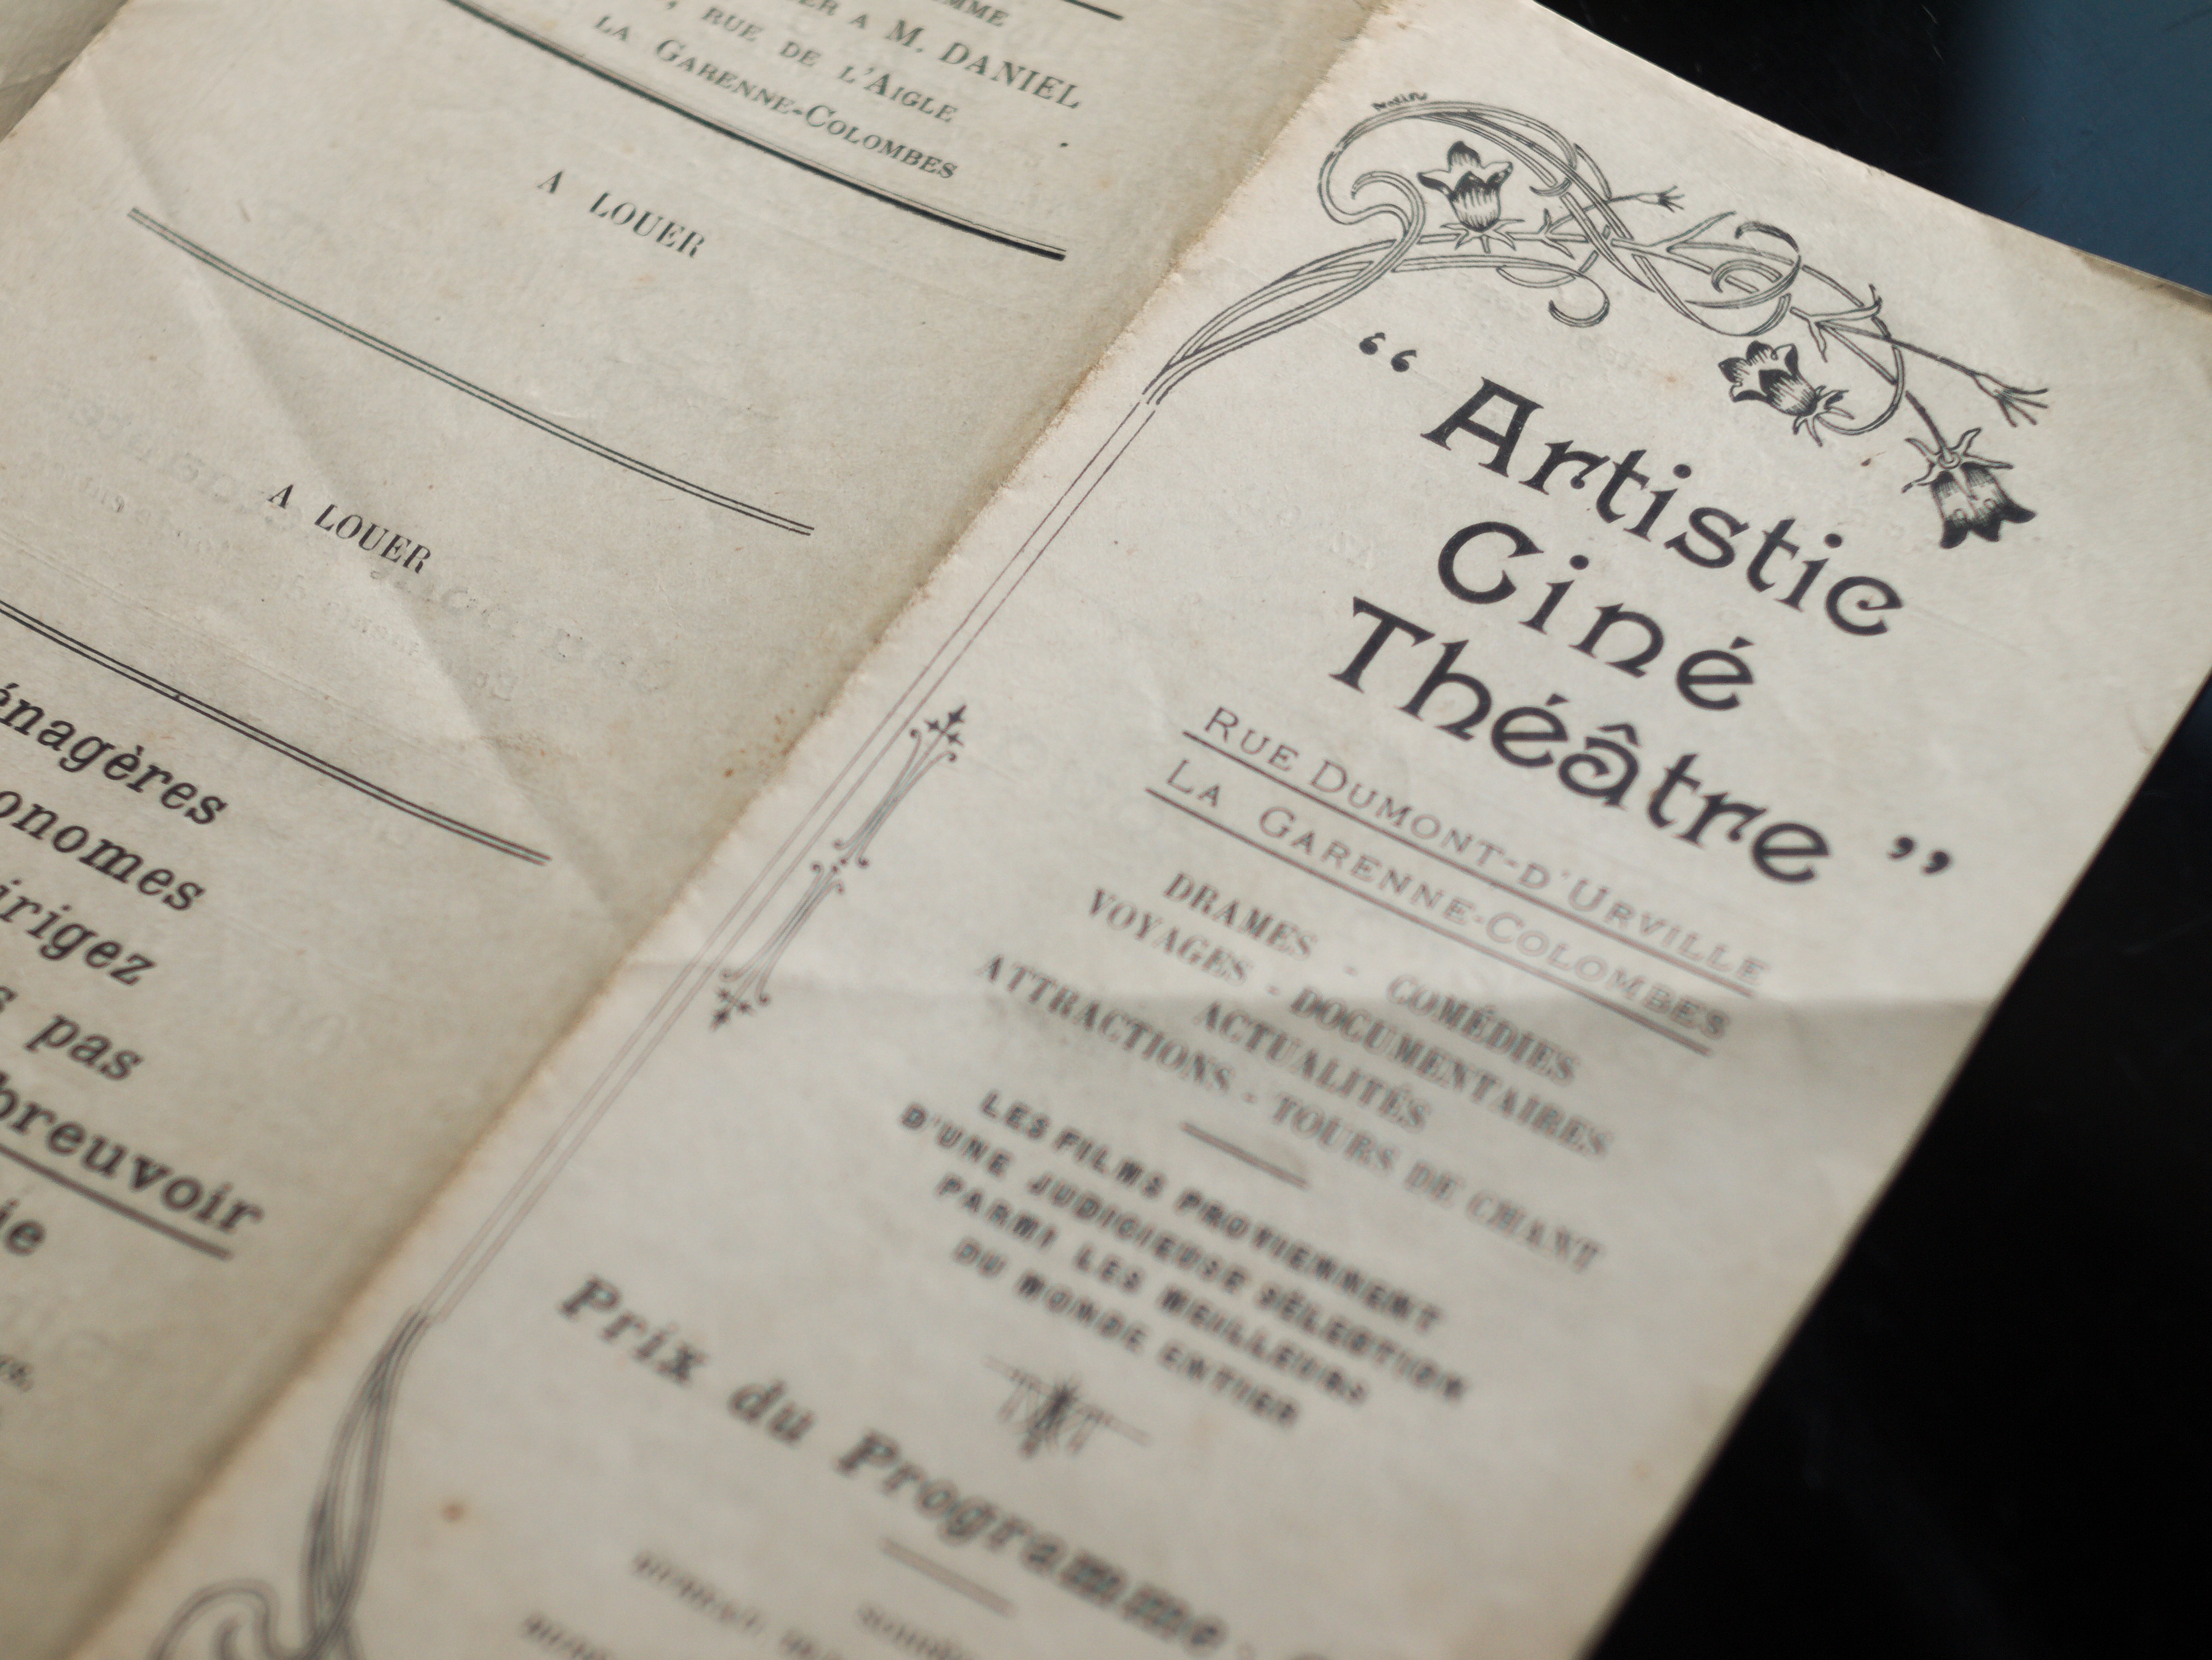 A M. DANIEL
, RUE DE L'AIGLE
LA GARENNE-COLOMBES
A LOUER
A LOUER
énagères
onomes
irigez
s pas
breuvoir
ie
“ Artistic
Ciné
Théâtre ”
RUE DUMONT-D'URVILLE
LA GARENNE-COLOMBES
DRAMES - COMÉDIES
VOYAGES - DOCUMENTAIRES
ACTUALITÉS
ATTRACTIONS - TOURS DE CHANT
LES FILMS PROVIENNENT
D'UNE JUDICIEUSE SÉLECTION
PARMI LES MEILLEURS
DU MONDE ENTIER
Prix du Programme